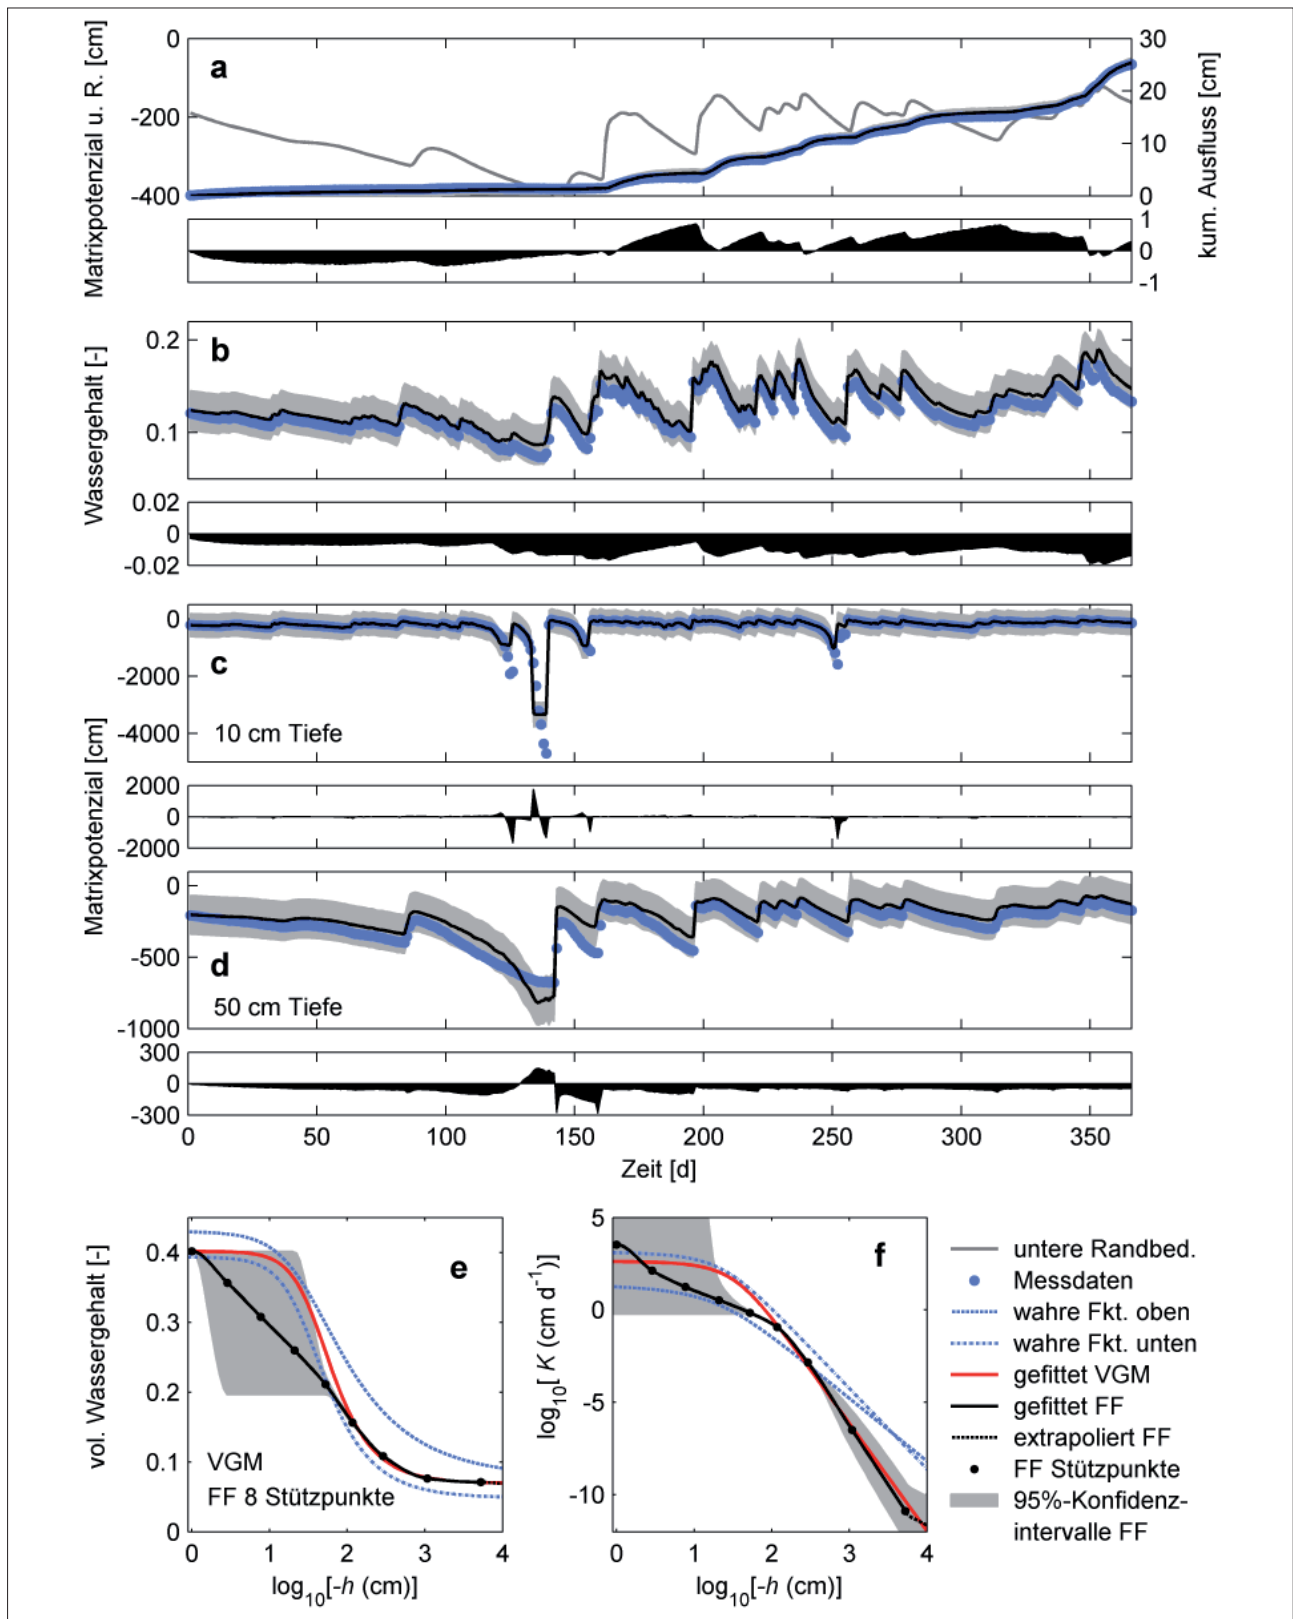 0
30
Matrixpotenzial u. R. [cm]
a
20
-200
10
-400
0
kum. Ausfluss [cm]
1
0
-1
Wassergehalt [-]
0.2
b
0.1
0.02
0
-0.02
Matrixpotenzial [cm]
0
c
-2000
10 cm Tiefe
-4000
2000
0
-2000
0
-500
d
50 cm Tiefe
-1000
300
0
-300
0 50 100 150 200 250 300 350
Zeit [d]
vol. Wassergehalt [-]
0.4
e
0.3
0.2
0.1
VGM
FF 8 Stützpunkte
0
0 1 2 3 4
log10[-h (cm)]
log10[ K (cm d-1)]
5
f
0
-5
-10
0 1 2 3 4
log10[-h (cm)]
untere Randbed.
Messdaten
wahre Fkt. oben
wahre Fkt. unten
gefittet VGM
gefittet FF
extrapoliert FF
FF Stützpunkte
95%-Konfidenz-
intervalle FF